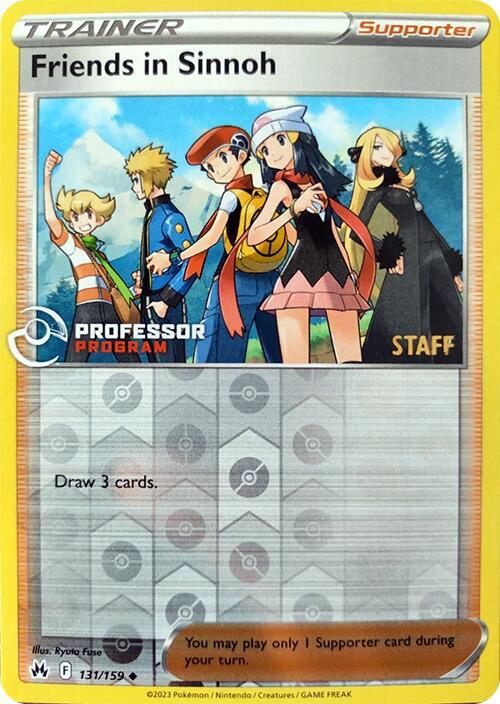 TRAINER
Supporter
Friends in Sinnoh
PROFESSOR
PROGRAM
STAFF
Draw 3 cards.
Illus. Ryuta Fuse
You may play only 1 Supporter card during
your turn.
F
131/159
©2023 Pokémon / Nintendo / Creatures / GAME FREAK